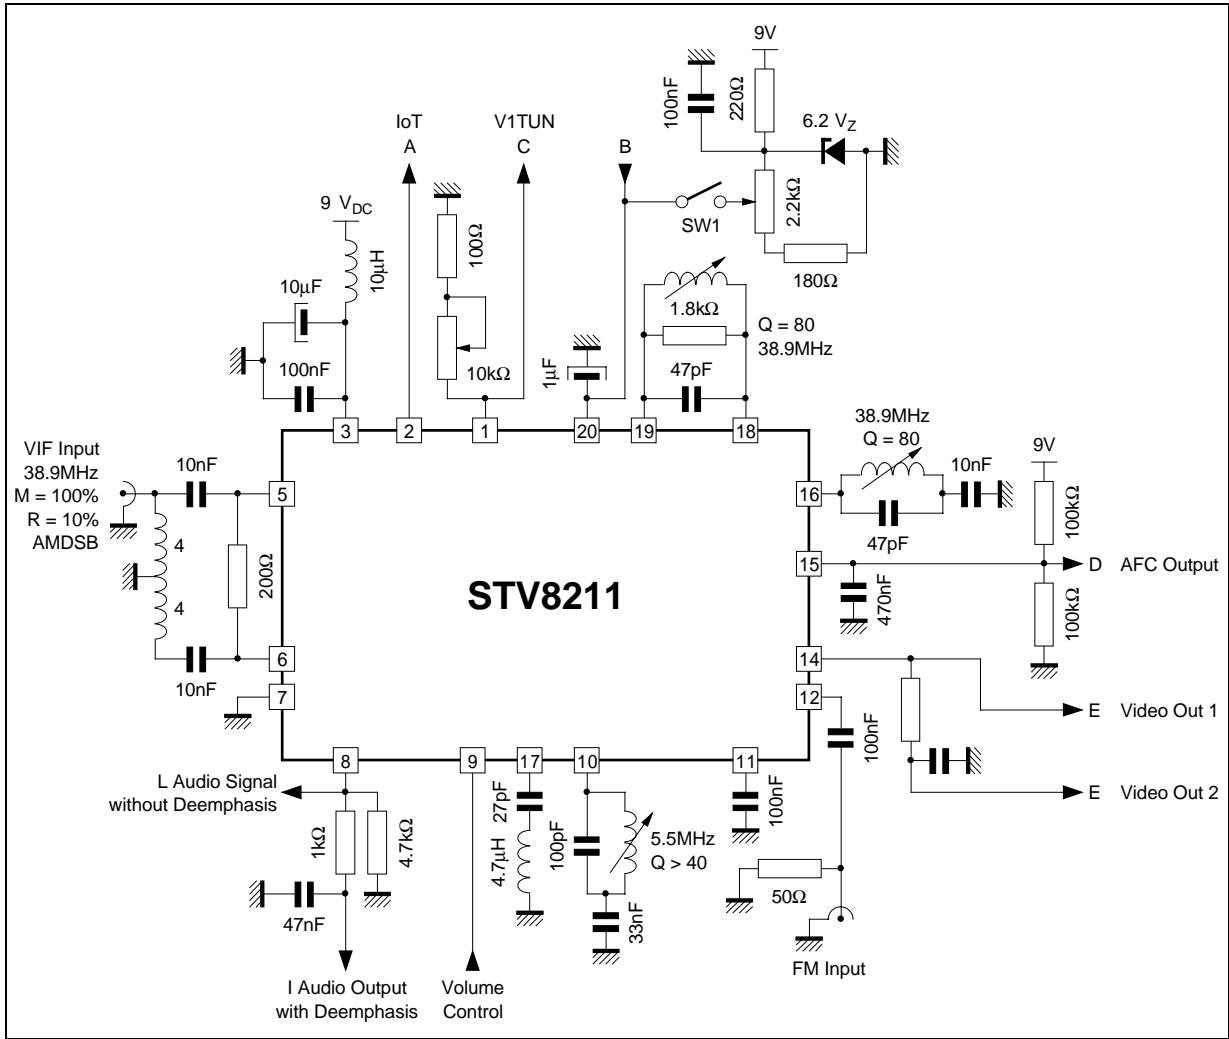 9V
100nF
220Ω
6.2 VZ
IoT
A
V1TUN
C
B
SW1
2.2kΩ
180Ω
9 VDC
10µH
100Ω
10µF
100nF
10kΩ
1µF
1.8kΩ
47pF
Q = 80
38.9MHz
3
2
1
20
19
18
VIF Input
38.9MHz
M = 100%
R = 10%
AMDSB
10nF
4
4
200Ω
10nF
5
6
7
STV8211
16
15
14
12
38.9MHz
Q = 80
10nF
47pF
9V
100kΩ
D AFC Output
470nF
100kΩ
E Video Out 1
100nF
E Video Out 2
8
9
17
10
11
L Audio Signal
without Deemphasis
1kΩ
4.7kΩ
47nF
27pF
4.7µH
100pF
5.5MHz
Q > 40
33nF
100nF
50Ω
FM Input
I Audio Output
with Deemphasis
Volume
Control